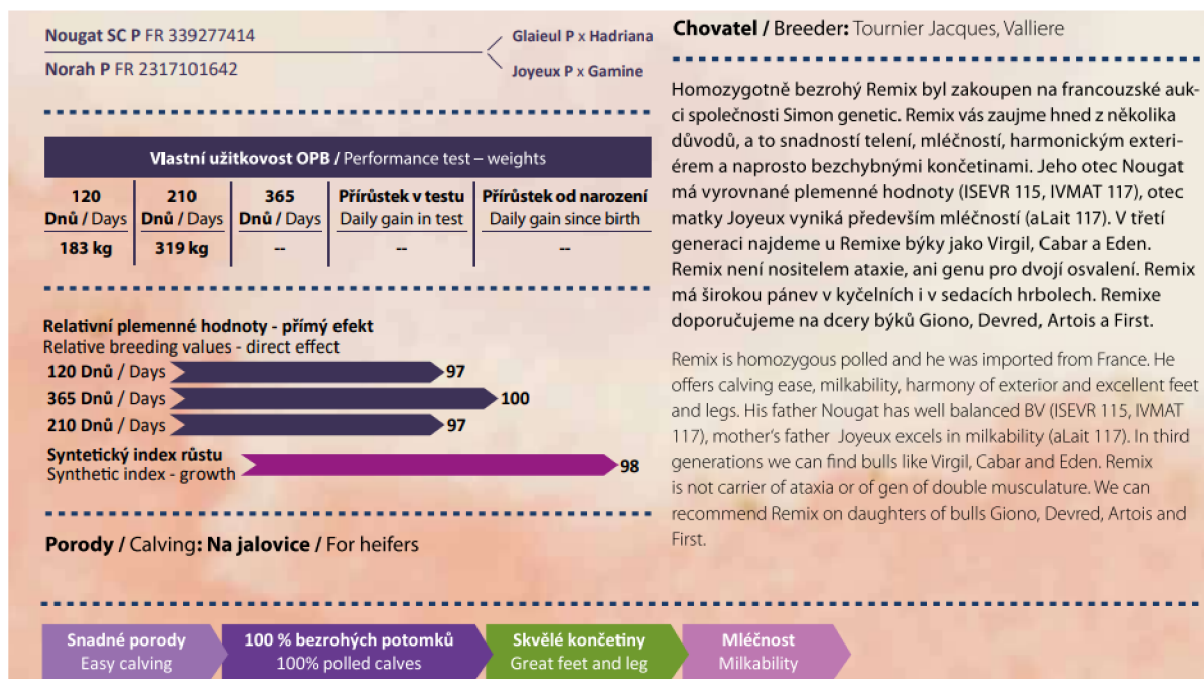 Nougat SC P FR 339277414
Norah P FR 2317101642
Glaieul P x Hadriana
Joyeux P x Gamine
Vlastní užitkovost OPB / Performance test – weights
120 Dnů / Days
210 Dnů / Days
365 Dnů / Days
Přírůstek v testu
Daily gain in test
Přírůstek od narození
Daily gain since birth
183 kg 319 kg -- -- --
Relativní plemenné hodnoty - přímý efekt
Relative breeding values - direct effect
120 Dnů / Days 97
365 Dnů / Days 100
210 Dnů / Days 97
Syntetický index růstu
Synthetic index - growth 98
Porody / Calving: Na jalovice / For heifers
Chovatel / Breeder: Tournier Jacques, Valliere
Homozygotně bezrohý Remix byl zakoupen na francouzské auk-
ci společnosti Simon genetic. Remix vás zaujme hned z několika
důvodů, a to snadností telení, mléčností, harmonickým exteri-
érem a naprosto bezchybnými končetinami. Jeho otec Nougat
má vyrovnané plemenné hodnoty (ISEVR 115, IVMAT 117), otec
matky Joyeux vyniká především mléčností (aLait 117). V třetí
generaci najdeme u Remixe býky jako Virgil, Cabar a Eden.
Remix není nositelem ataxie, ani genu pro dvojí osvalení. Remix
má širokou pánev v kyčelních i v sedacích hrbolech. Remixe
doporučujeme na dcery býků Giono, Devred, Artois a First.
Remix is homozygous polled and he was imported from France. He
offers calving ease, milkability, harmony of exterior and excellent feet
and legs. His father Nougat has well balanced BV (ISEVR 115, IVMAT
117), mother's father Joyeux excels in milkability (aLait 117). In third
generations we can find bulls like Virgil, Cabar and Eden. Remix
is not carrier of ataxia or of gen of double musculature. We can
recommend Remix on daughters of bulls Giono, Devred, Artois and
First.
Snadné porody
Easy calving
100 % bezrohých potomků
100% polled calves
Skvělé končetiny
Great feet and leg
Mléčnost
Milkability